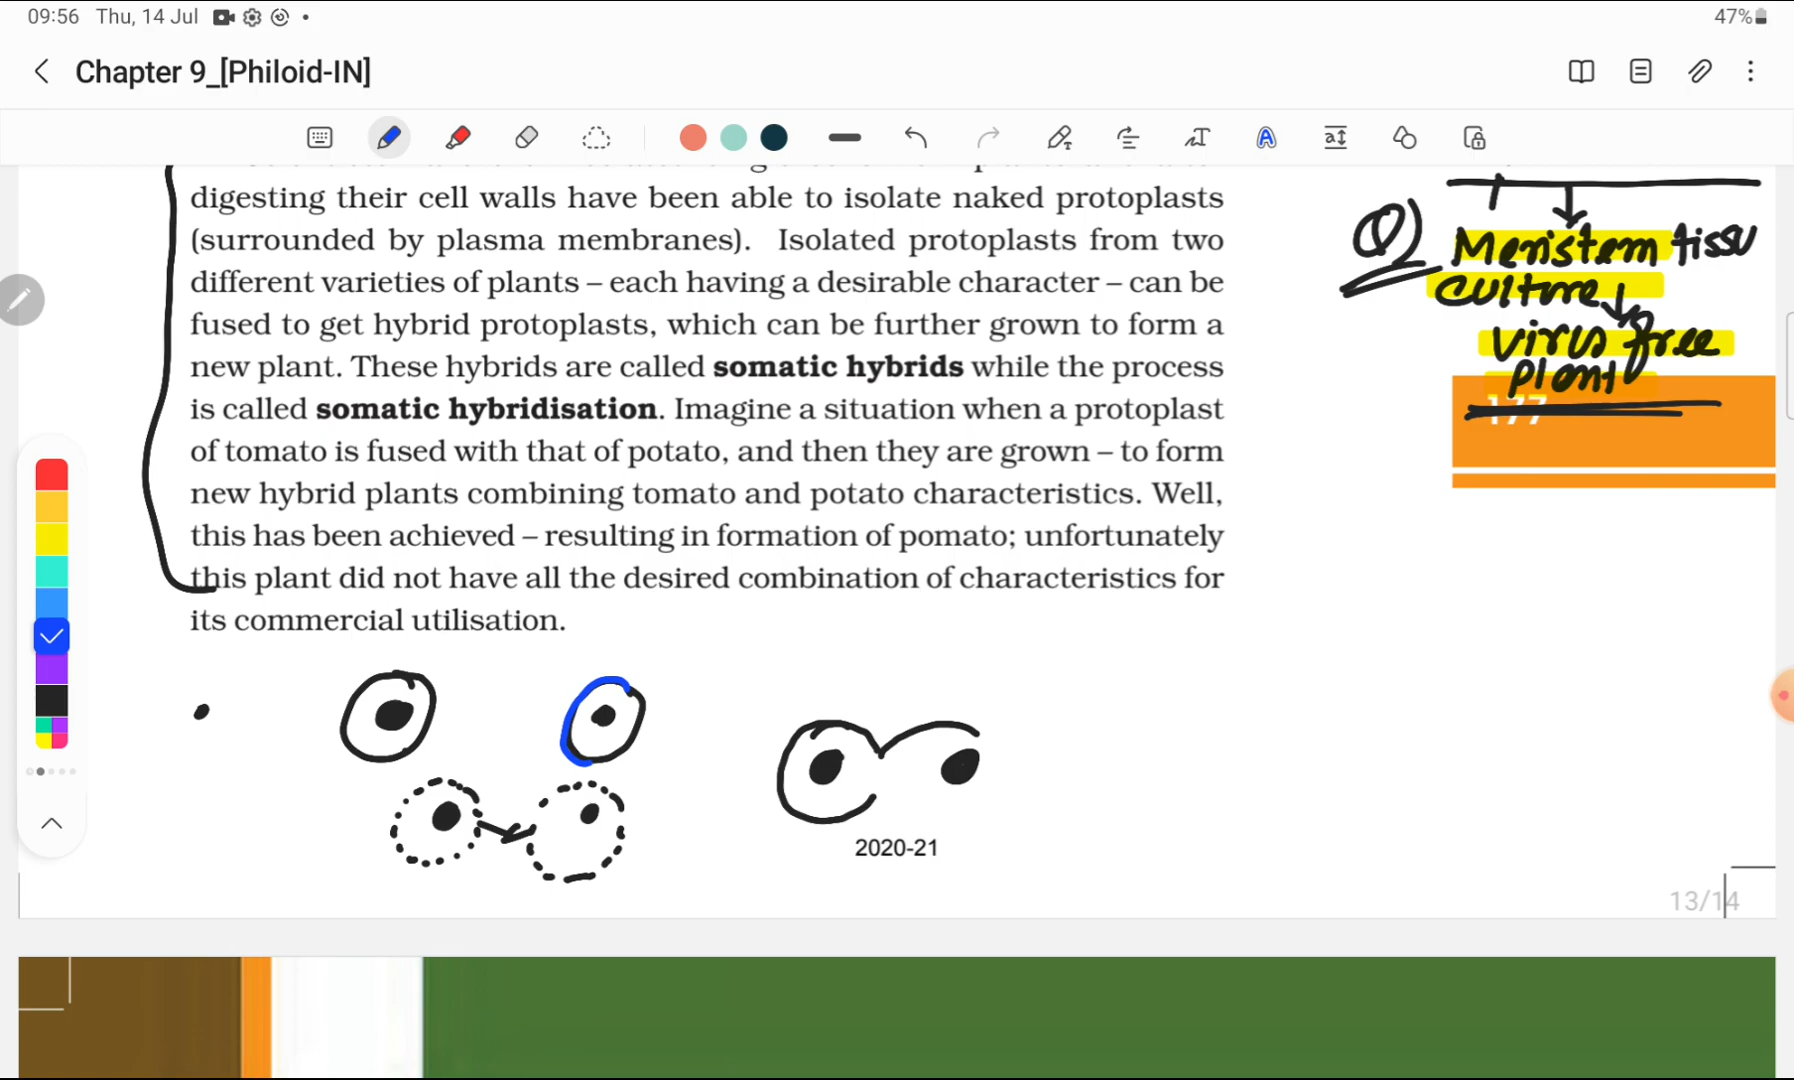 09:56 Thu, 14 Jul
47%
Chapter 9_[Philoid-IN]
digesting their cell walls have been able to isolate naked protoplasts
(surrounded by plasma membranes). Isolated protoplasts from two
different varieties of plants – each having a desirable character – can be
fused to get hybrid protoplasts, which can be further grown to form a
new plant. These hybrids are called somatic hybrids while the process
is called somatic hybridisation. Imagine a situation when a protoplast
of tomato is fused with that of potato, and then they are grown – to form
new hybrid plants combining tomato and potato characteristics. Well,
this has been achieved – resulting in formation of pomato; unfortunately
this plant did not have all the desired combination of characteristics for
its commercial utilisation.
Q)
Meristem tissu
culture
virus free
plant
177
2020-21
13/14